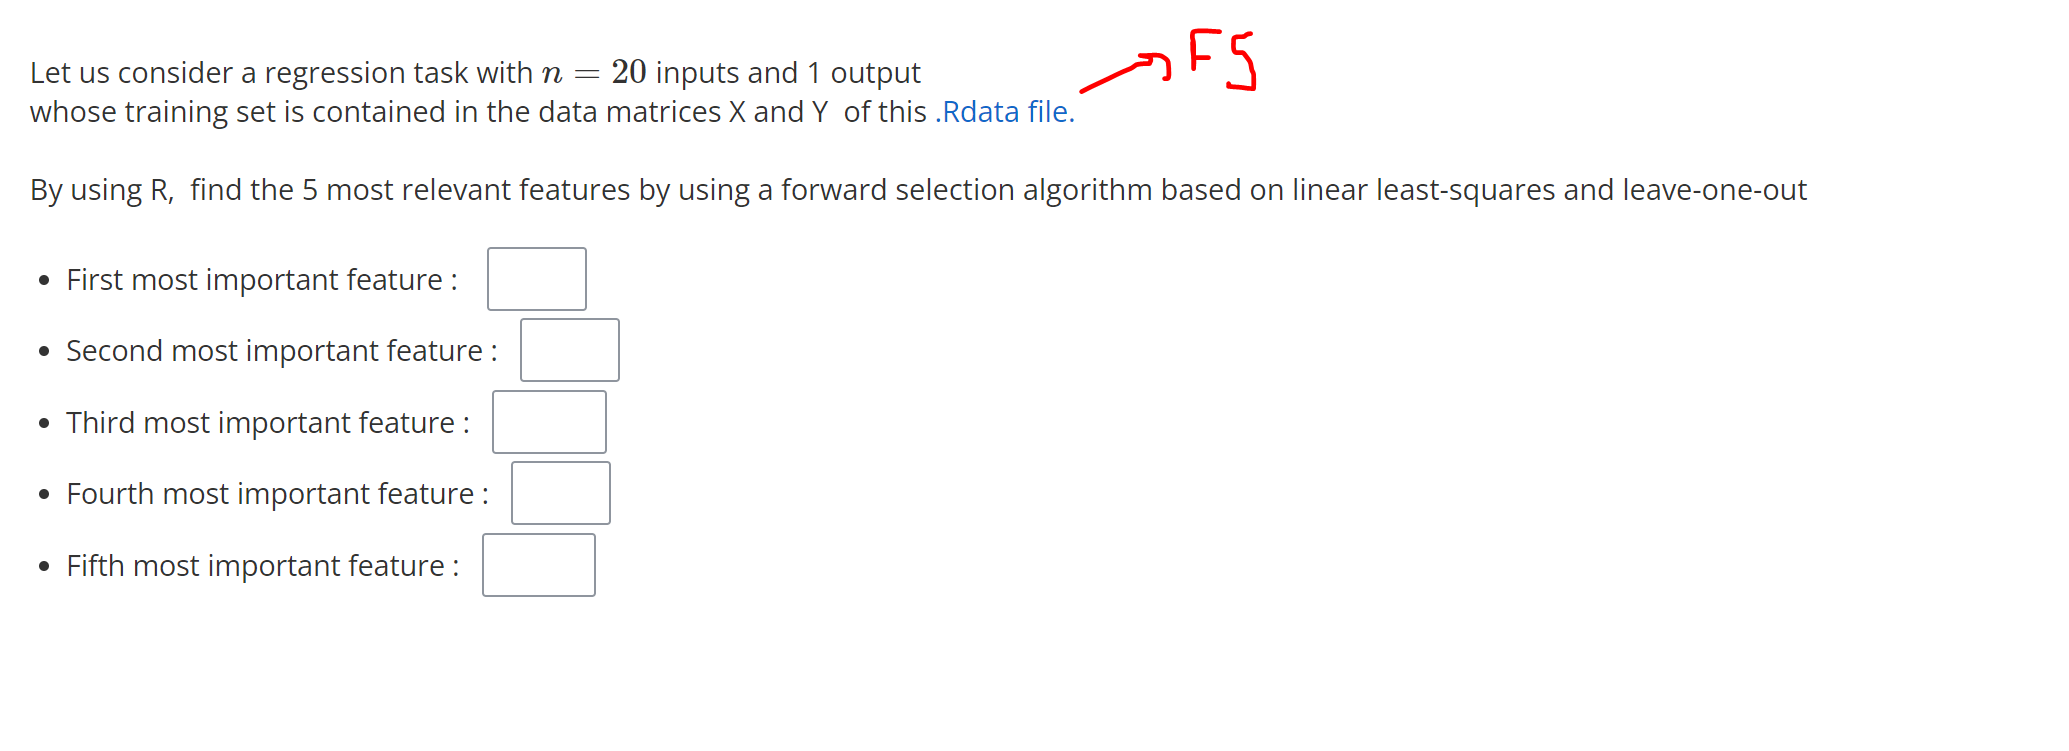 FS
Let us consider a regression task with n = 20 inputs and 1 output
whose training set is contained in the data matrices X and Y of this .Rdata file.
By using R, find the 5 most relevant features by using a forward selection algorithm based on linear least-squares and leave-one-out
• First most important feature :
• Second most important feature :
• Third most important feature :
• Fourth most important feature :
• Fifth most important feature :